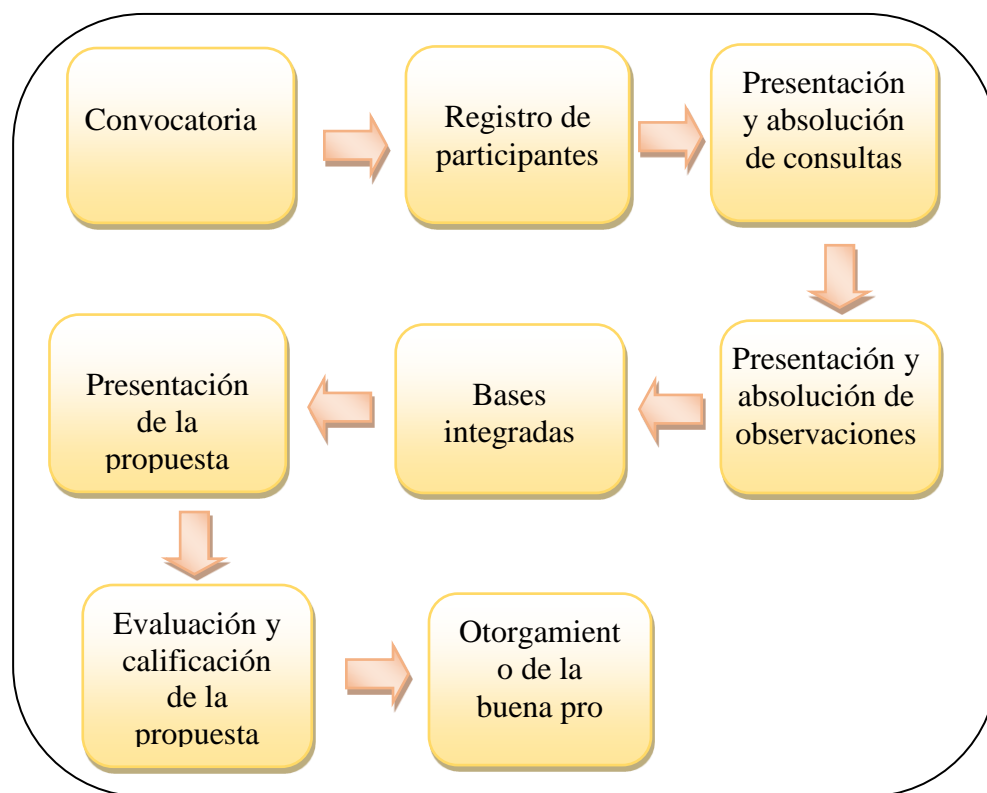 Convocatoria
Registro de
participantes
Presentación
y absolución
de consultas
Presentación y
absolución de
observaciones
Bases
integradas
Presentación
de la
propuesta
Evaluación y
calificación
de la
propuesta
Otorgamient
o de la
buena pro